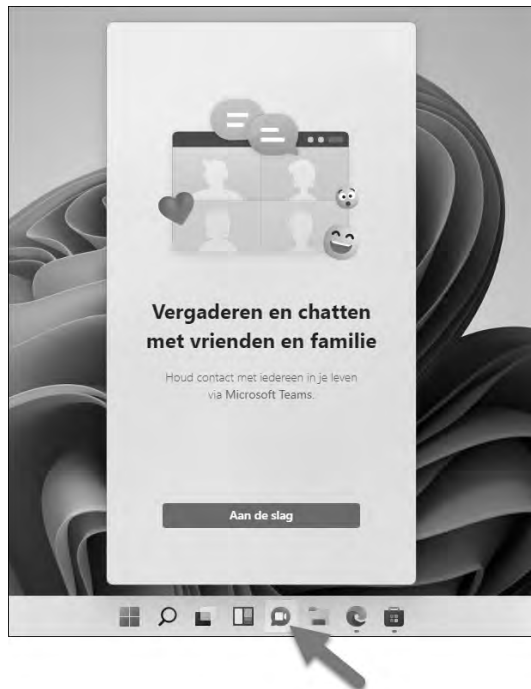 Vergaderen en chatten
met vrienden en familie
Houd contact met iedereen in je leven
via Microsoft Teams.
Aan de slag